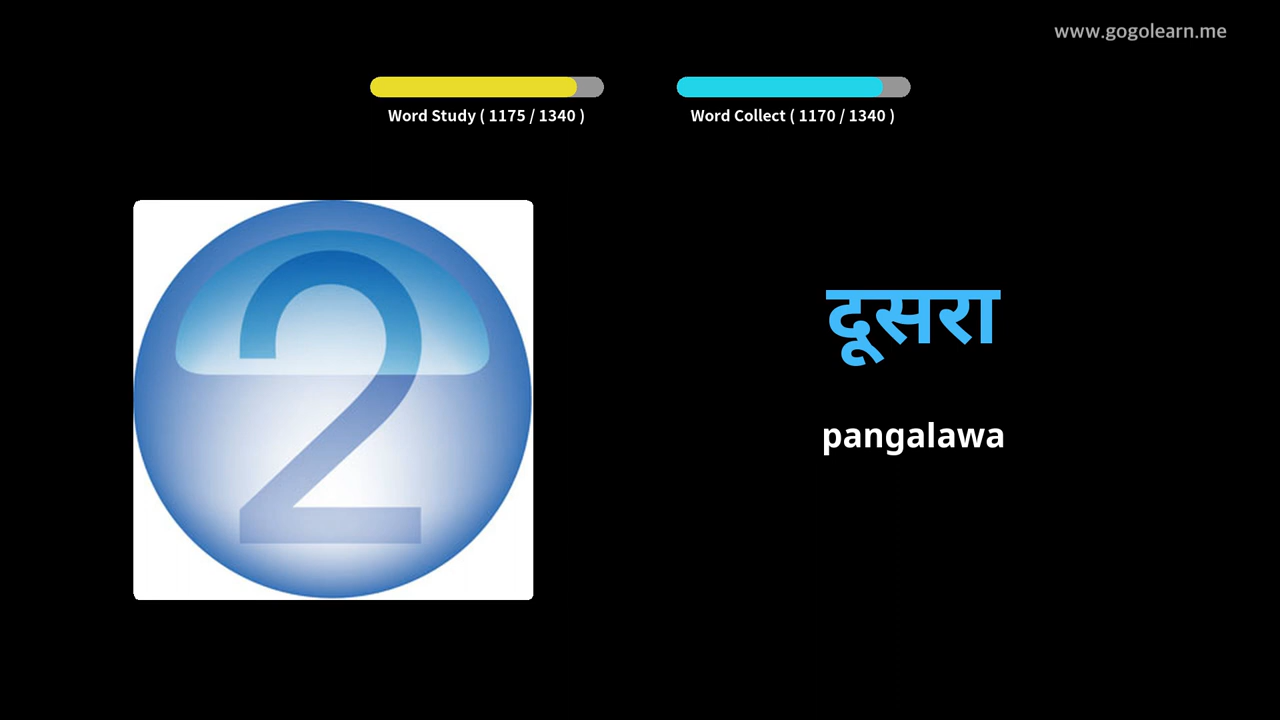 www.gogolearn.me
Word Study ( 1175 / 1340 )
Word Collect ( 1170 / 1340 )
2
दूसरा
pangalawa